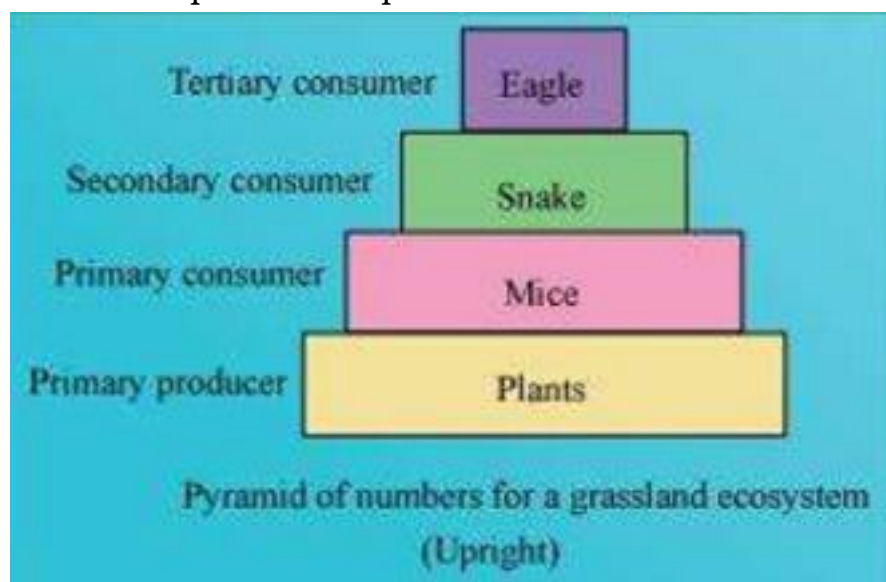 Tertiary consumer Eagle
Secondary consumer Snake
Primary consumer Mice
Primary producer Plants
Pyramid of numbers for a grassland ecosystem
(Upright)